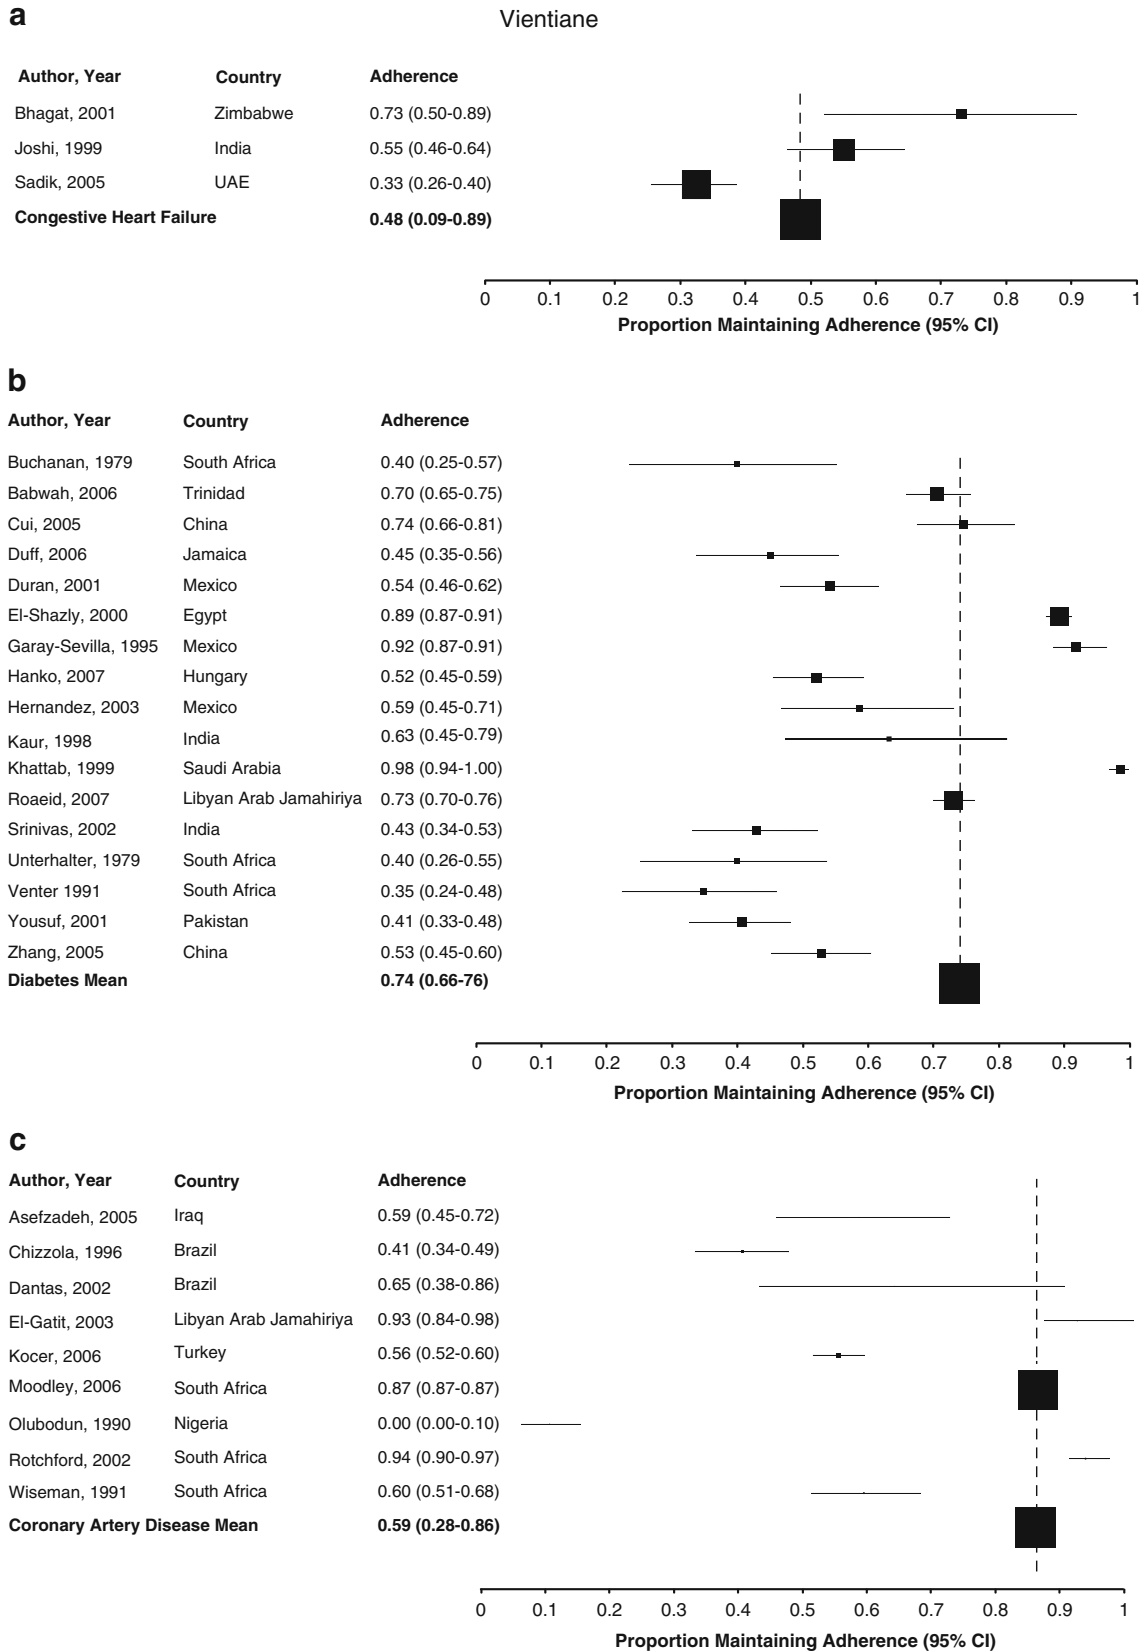 a
Vientiane
Author, Year Country Adherence
Bhagat, 2001 Zimbabwe 0.73 (0.50-0.89)
Joshi, 1999 India 0.55 (0.46-0.64)
Sadik, 2005 UAE 0.33 (0.26-0.40)
Congestive Heart Failure 0.48 (0.09-0.89)
0 0.1 0.2 0.3 0.4 0.5 0.6 0.7 0.8 0.9 1
Proportion Maintaining Adherence (95% CI)
b
Author, Year Country Adherence
Buchanan, 1979 South Africa 0.40 (0.25-0.57)
Babwah, 2006 Trinidad 0.70 (0.65-0.75)
Cui, 2005 China 0.74 (0.66-0.81)
Duff, 2006 Jamaica 0.45 (0.35-0.56)
Duran, 2001 Mexico 0.54 (0.46-0.62)
El-Shazly, 2000 Egypt 0.89 (0.87-0.91)
Garay-Sevilla, 1995 Mexico 0.92 (0.87-0.91)
Hanko, 2007 Hungary 0.52 (0.45-0.59)
Hernandez, 2003 Mexico 0.59 (0.45-0.71)
Kaur, 1998 India 0.63 (0.45-0.79)
Khattab, 1999 Saudi Arabia 0.98 (0.94-1.00)
Roaeid, 2007 Libyan Arab Jamahiriya 0.73 (0.70-0.76)
Srinivas, 2002 India 0.43 (0.34-0.53)
Unterhalter, 1979 South Africa 0.40 (0.26-0.55)
Venter 1991 South Africa 0.35 (0.24-0.48)
Yousuf, 2001 Pakistan 0.41 (0.33-0.48)
Zhang, 2005 China 0.53 (0.45-0.60)
Diabetes Mean 0.74 (0.66-76)
0 0.1 0.2 0.3 0.4 0.5 0.6 0.7 0.8 0.9 1
Proportion Maintaining Adherence (95% CI)
c
Author, Year Country Adherence
Asefzadeh, 2005 Iraq 0.59 (0.45-0.72)
Chizzola, 1996 Brazil 0.41 (0.34-0.49)
Dantas, 2002 Brazil 0.65 (0.38-0.86)
El-Gatit, 2003 Libyan Arab Jamahiriya 0.93 (0.84-0.98)
Kocer, 2006 Turkey 0.56 (0.52-0.60)
Moodley, 2006 South Africa 0.87 (0.87-0.87)
Olubodun, 1990 Nigeria 0.00 (0.00-0.10)
Rotchford, 2002 South Africa 0.94 (0.90-0.97)
Wiseman, 1991 South Africa 0.60 (0.51-0.68)
Coronary Artery Disease Mean 0.59 (0.28-0.86)
0 0.1 0.2 0.3 0.4 0.5 0.6 0.7 0.8 0.9 1
Proportion Maintaining Adherence (95% CI)